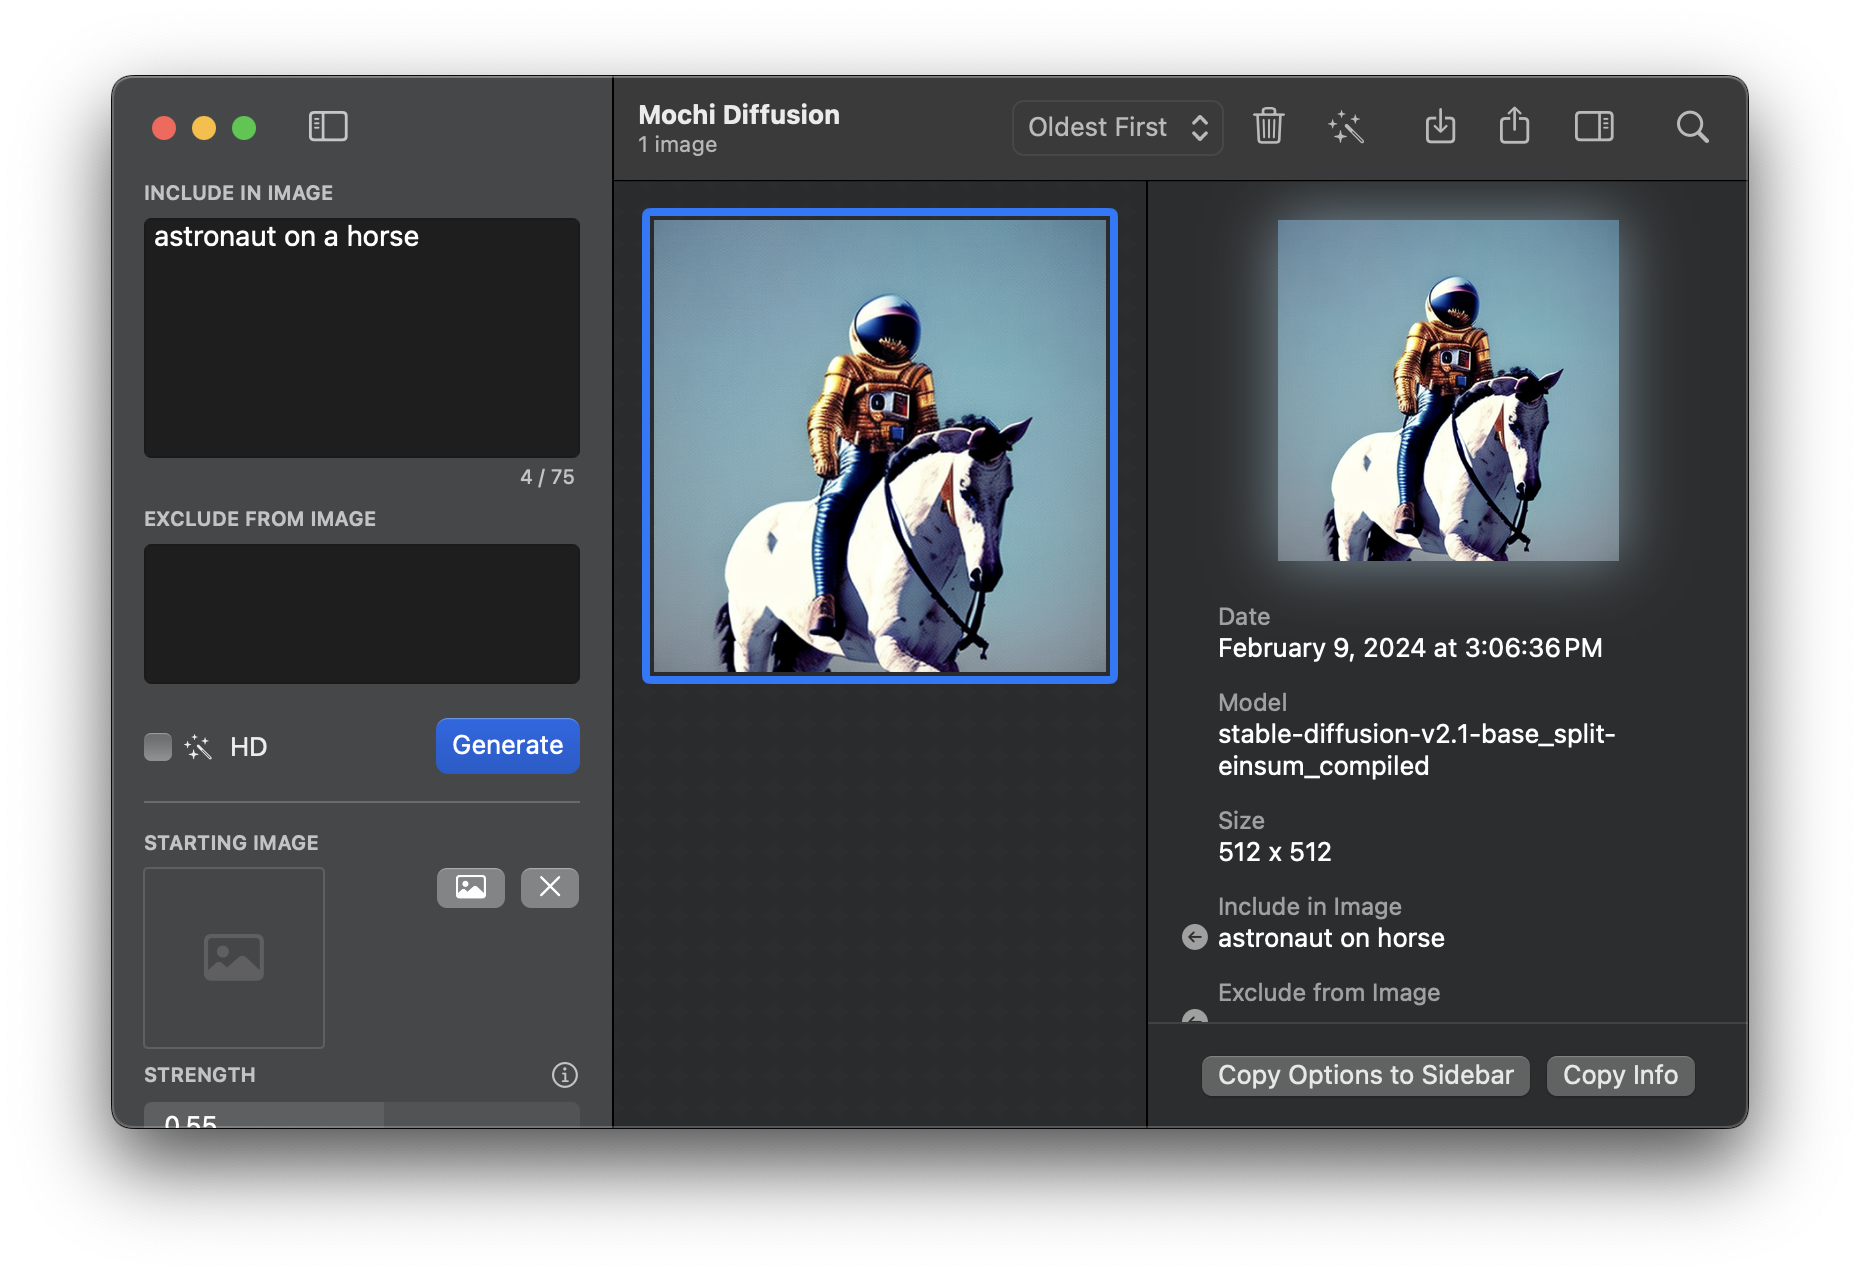 INCLUDE IN IMAGE
astronaut on a horse
4 / 75
EXCLUDE FROM IMAGE
HD
Generate
STARTING IMAGE
STRENGTH
0.55
Mochi Diffusion
1 image
Oldest First
Date
February 9, 2024 at 3:06:36 PM
Model
stable-diffusion-v2.1-base_split-
einsum_compiled
Size
512 x 512
Include in Image
astronaut on horse
Exclude from Image
Copy Options to Sidebar
Copy Info